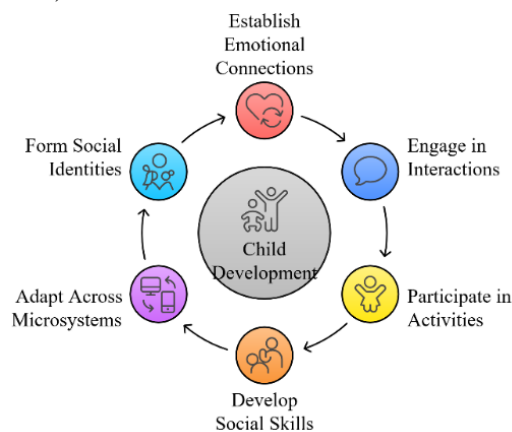 Establish
Emotional
Connections
Engage in
Interactions
Participate in
Activities
Develop
Social Skills
Adapt Across
Microsystems
Form Social
Identities
Child
Development